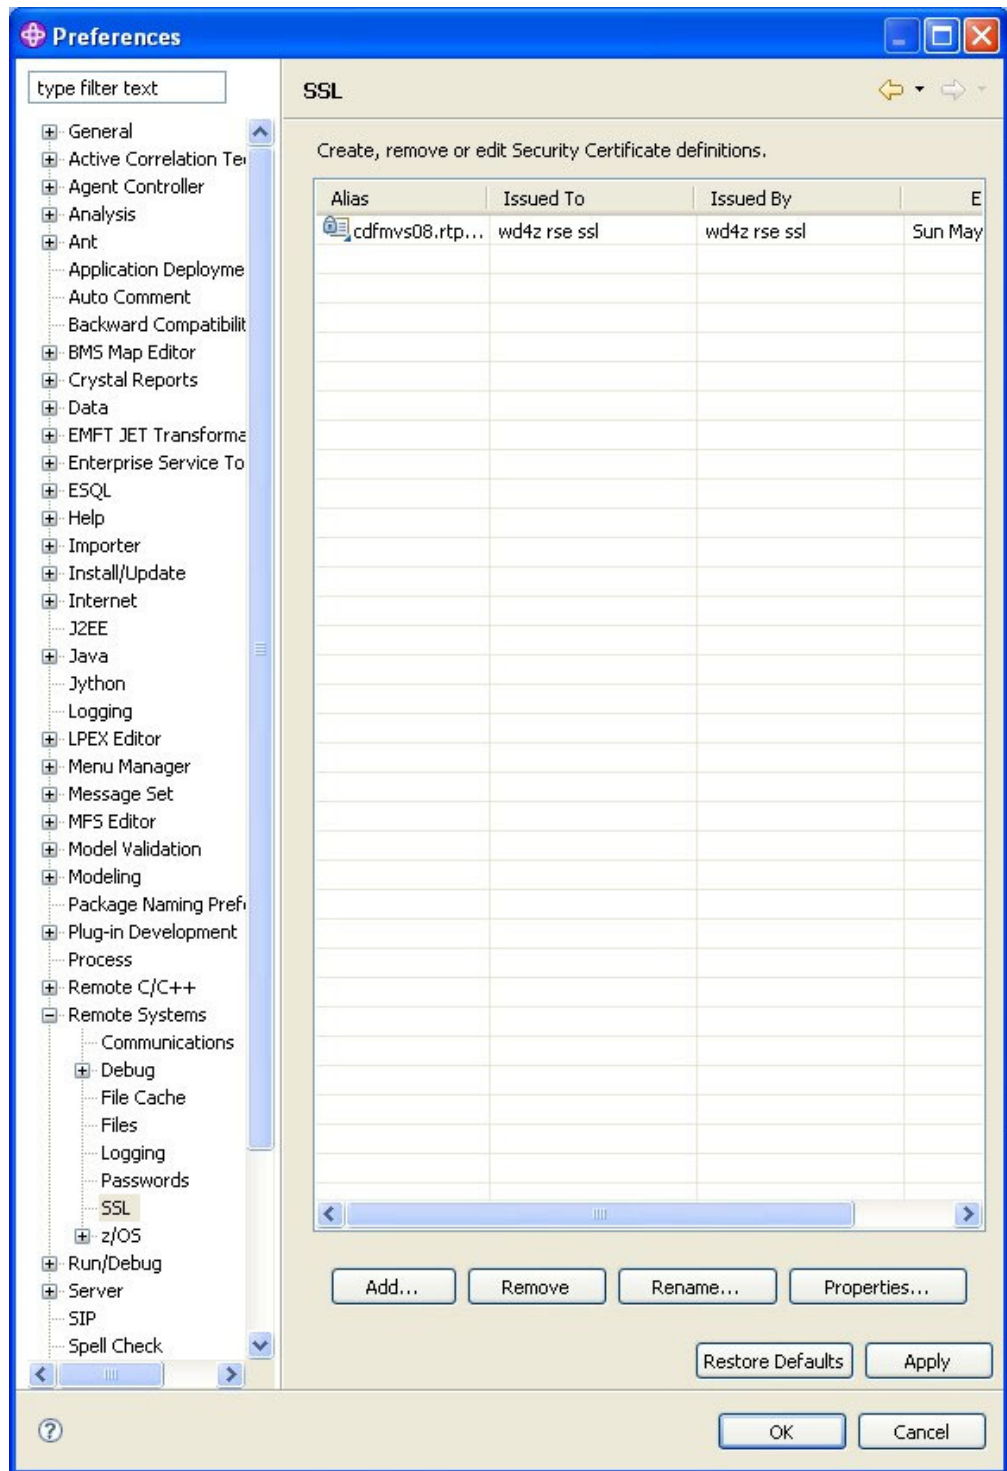 Preferences
type filter text
General
Active Correlation Te
Agent Controller
Analysis
Ant
Application Deployme
Auto Comment
Backward Compatibilit
BMS Map Editor
Crystal Reports
Data
EMFT JET Transforma
Enterprise Service To
ESQL
Help
Importer
Install/Update
Internet
J2EE
Java
Jython
Logging
LPEX Editor
Menu Manager
Message Set
MFS Editor
Model Validation
Modeling
Package Naming Pref
Plug-in Development
Process
Remote C/C++
Remote Systems
Communications
Debug
File Cache
Files
Logging
Passwords
SSL
z/OS
Run/Debug
Server
SIP
Spell Check
SSL
Create, remove or edit Security Certificate definitions.
Alias Issued To Issued By E
cdfmvs08.rtp... wd4z rse ssl wd4z rse ssl Sun May
Add... Remove Rename... Properties...
Restore Defaults Apply
OK Cancel